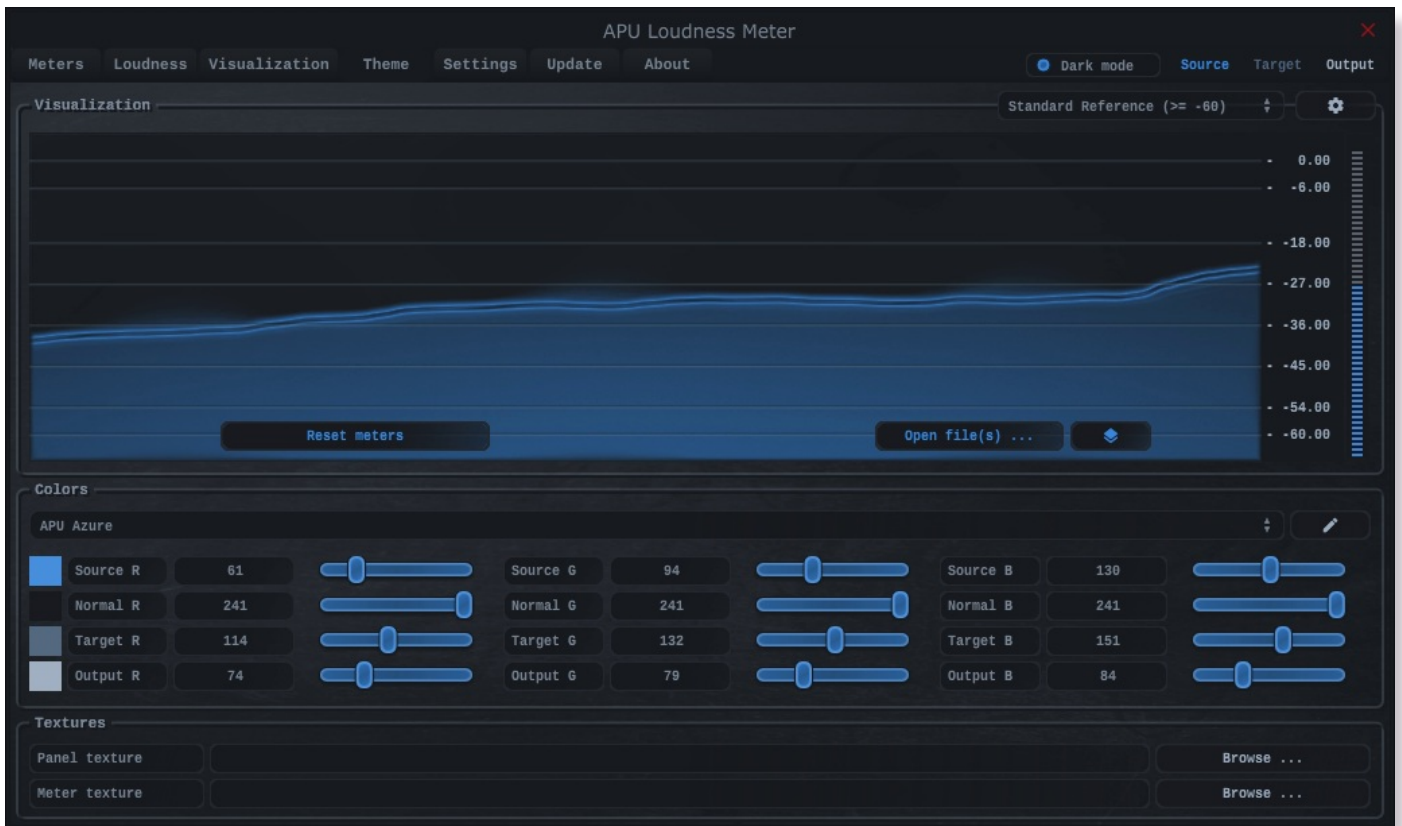 APU Loudness Meter
Meters Loudness Visualization Theme Settings Update About Dark mode Source Target Output
Visualization Standard Reference (>= -60)
- 0.00
- -6.00
- -18.00
- -27.00
- -36.00
- -45.00
- -54.00
- -60.00
Reset meters Open file(s) ...
Colors
APU Azure
Source R 61 Source G 94 Source B 130
Normal R 241 Normal G 241 Normal B 241
Target R 114 Target G 132 Target B 151
Output R 74 Output G 79 Output B 84
Textures
Panel texture Browse ...
Meter texture Browse ...